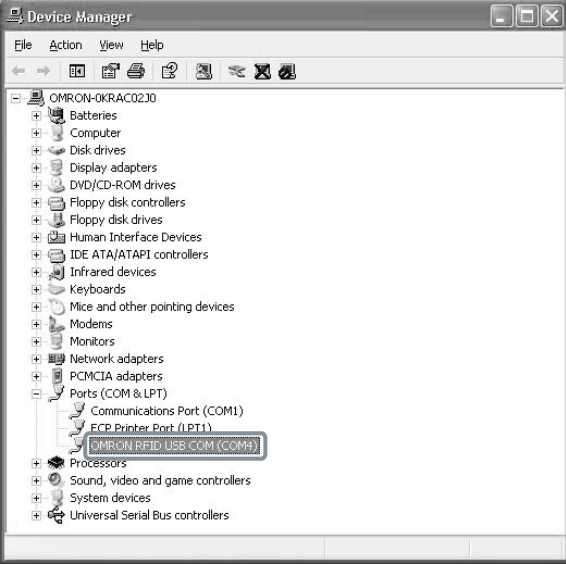 Device Manager
File Action View Help
OMRON-0KRAC02J0
Batteries
Computer
Disk drives
Display adapters
DVD/CD-ROM drives
Floppy disk controllers
Floppy disk drives
Human Interface Devices
IDE ATA/ATAPI controllers
Infrared devices
Keyboards
Mice and other pointing devices
Modems
Monitors
Network adapters
PCMCIA adapters
Ports (COM & LPT)
Communications Port (COM1)
ECP Printer Port (LPT1)
OMRON RFID USB COM (COM4)
Processors
Sound, video and game controllers
System devices
Universal Serial Bus controllers